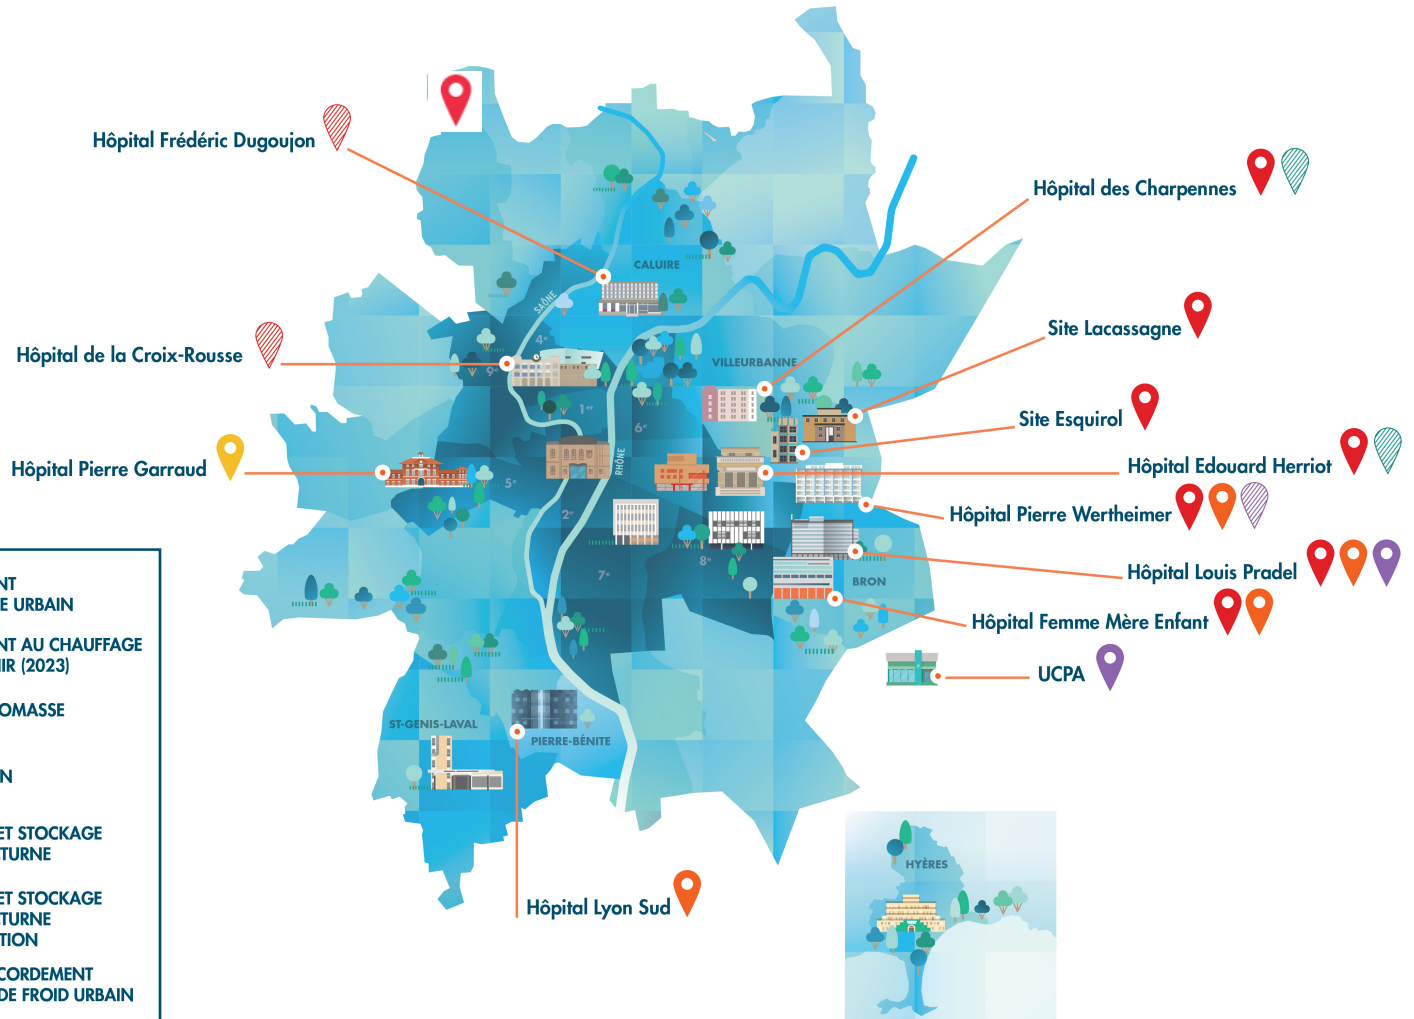 Hôpital Frédéric Dugoujon
Hôpital des Charpennes
CALUIRE
SAÔNE
Site Lacassagne
4e
Hôpital de la Croix-Rousse
VILLEURBANNE
9e
1er
Site Esquirol
6e
RHÔNE
Hôpital Pierre Garraud
Hôpital Edouard Herriot
5e
2e
Hôpital Pierre Wertheimer
8e
7e
Hôpital Louis Pradel
BRON
NT
E URBAIN
Hôpital Femme Mère Enfant
NT AU CHAUFFAGE
IR (2023)
UCPA
OMASSE
ST-GENIS-LAVAL
PIERRE-BÉNITE
N
ET STOCKAGE
TURNE
HYÈRES
ET STOCKAGE
TURNE
TION
Hôpital Lyon Sud
CORDEMENT
DE FROID URBAIN